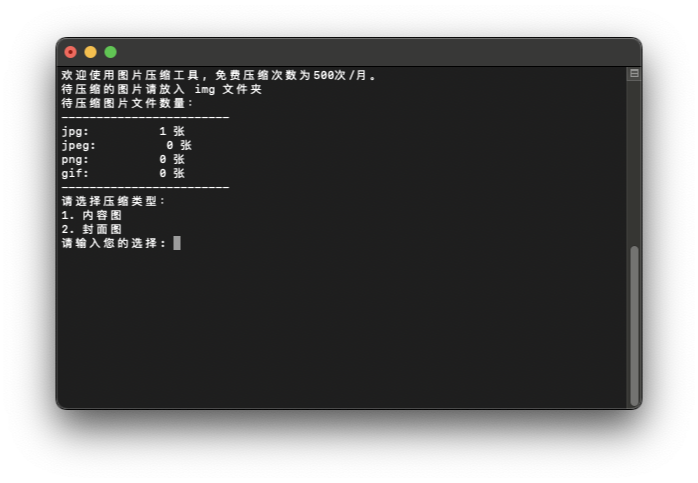 欢迎使用图片压缩工具，免费压缩次数为500次/月。
待压缩的图片请放入 img 文件夹
待压缩图片文件数量：
------------------------
jpg:          1 张
jpeg:          0 张
png:          0 张
gif:          0 张
------------------------
请选择压缩类型：
1. 内容图
2. 封面图
请输入您的选择：